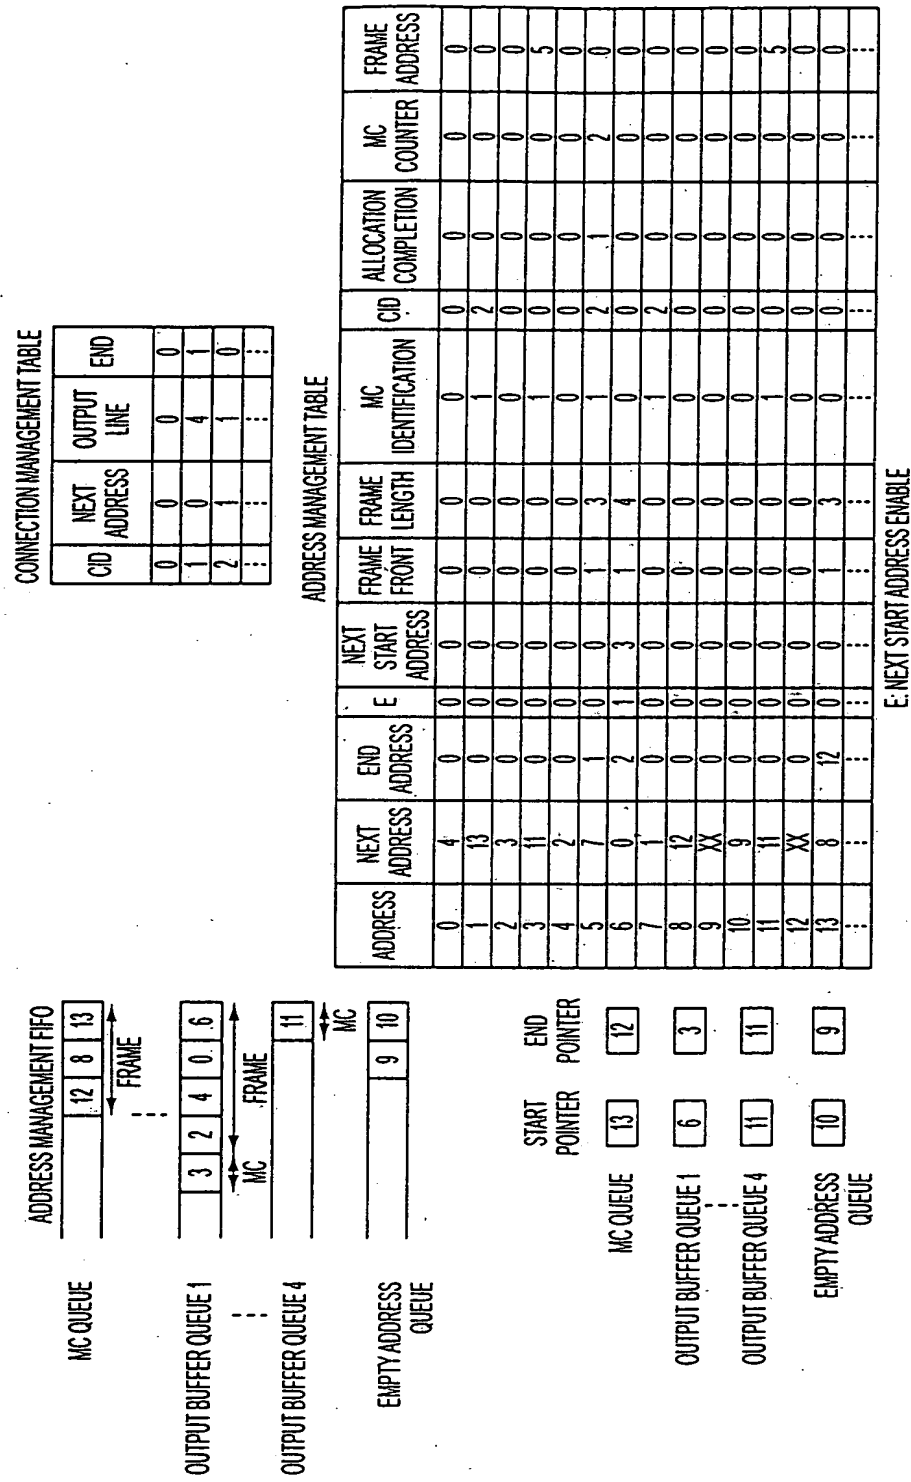 ADDRESS MANAGEMENT FIFO
MC QUEUE
12 8 13
FRAME
OUTPUT BUFFER QUEUE 1
3 2 4 0 6
MC FRAME
OUTPUT BUFFER QUEUE 4
11
MC
EMPTY ADDRESS
QUEUE
9 10
START
POINTER
END
POINTER
MC QUEUE 13 12
OUTPUT BUFFER QUEUE 1 6 3
OUTPUT BUFFER QUEUE 4 11 11
EMPTY ADDRESS
QUEUE
10 9
CONNECTION MANAGEMENT TABLE
CID NEXT ADDRESS OUTPUT LINE END
0 0 0 0
1 0 4 1
2 1 1 0
ADDRESS MANAGEMENT TABLE
ADDRESS NEXT ADDRESS END ADDRESS E NEXT START ADDRESS FRAME FRONT FRAME LENGTH MC IDENTIFICATION CID ALLOCATION COMPLETION MC COUNTER FRAME ADDRESS
0 4 0 0 0 0 0 0 0 0 0 0
1 13 0 0 0 0 0 1 2 0 0 0
2 3 0 0 0 0 0 0 0 0 0 0
3 11 0 0 0 0 0 1 0 0 0 5
4 2 0 0 0 0 0 0 0 0 0 0
5 7 1 0 0 1 3 1 2 1 2 0
6 0 2 1 3 1 4 0 0 0 0 0
7 1 0 0 0 0 0 1 2 0 0 0
8 12 0 0 0 0 0 0 0 0 0 0
9 XX 0 0 0 0 0 0 0 0 0 0
10 9 0 0 0 0 0 0 0 0 0 0
11 11 0 0 0 0 0 1 0 0 0 5
12 XX 0 0 0 0 0 0 0 0 0 0
13 8 12 0 0 1 3 0 0 0 0 0
E: NEXT START ADDRESS ENABLE